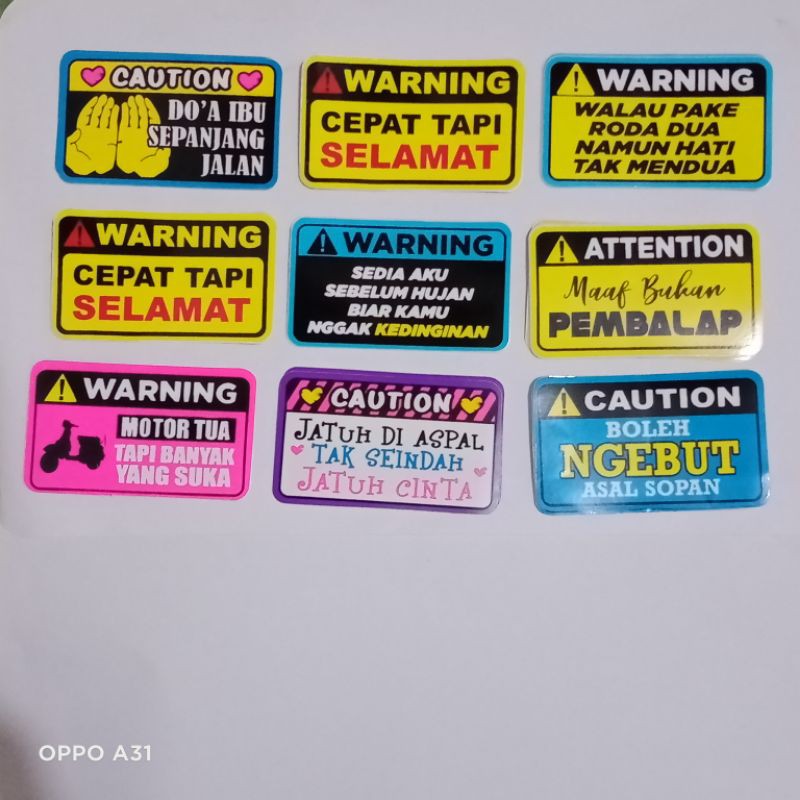 CAUTION
DO'A IBU
SEPANJANG
JALAN
WARNING
CEPAT TAPI
SELAMAT
WARNING
WALAU PAKE
RODA DUA
NAMUN HATI
TAK MENDUA
WARNING
CEPAT TAPI
SELAMAT
WARNING
SEDIA AKU
SEBELUM HUJAN
BIAR KAMU
NGGAK KEDINGINAN
ATTENTION
Maaf Bukan
PEMBALAP
WARNING
MOTOR TUA
TAPI BANYAK
YANG SUKA
CAUTION
JATUH DI ASPAL
TAK SEINDAH
JATUH CINTA
CAUTION
BOLEH
NGEBUT
ASAL SOPAN
OPPO A31